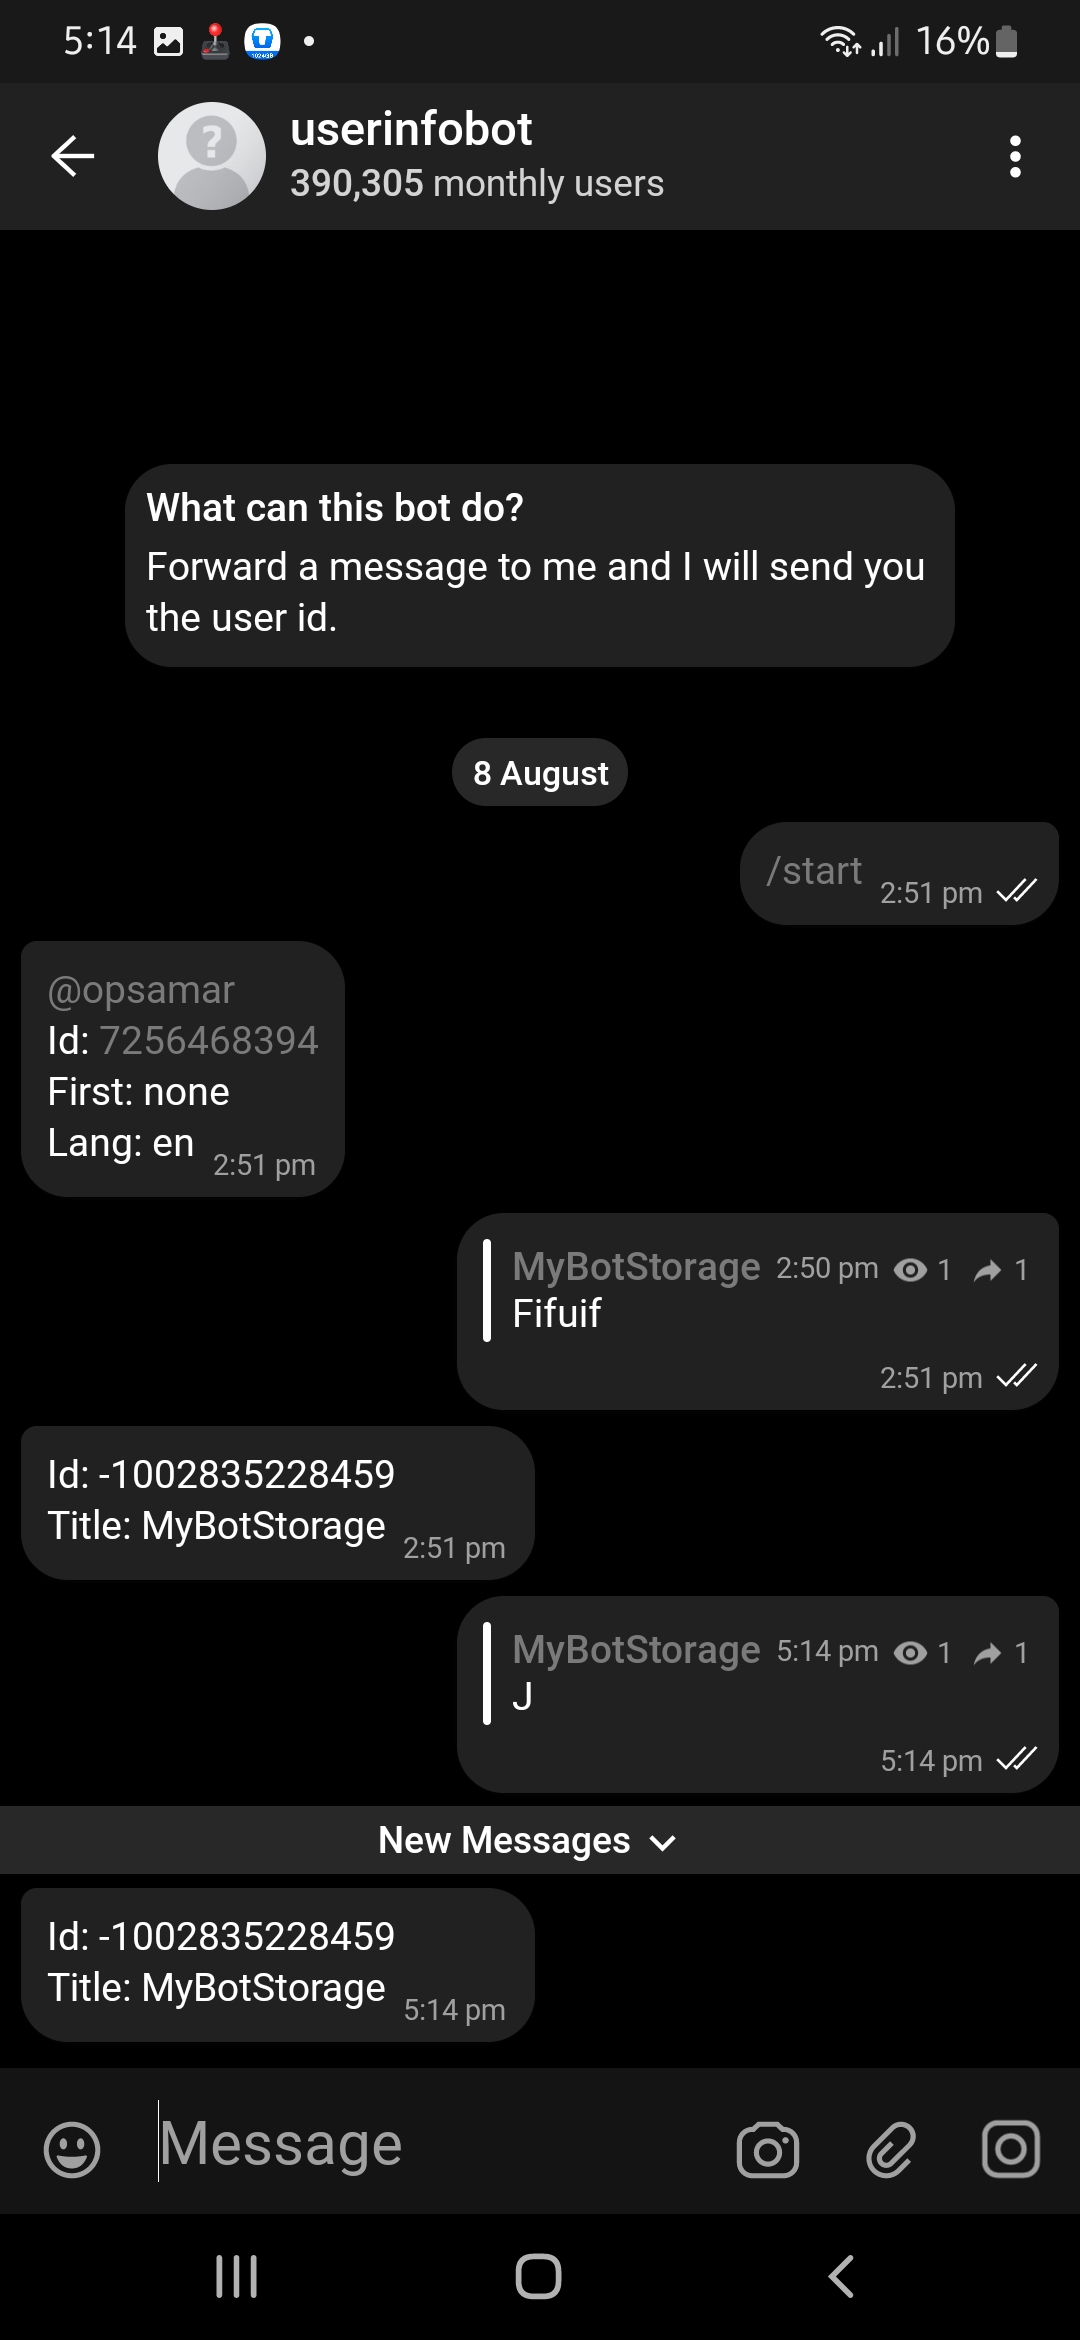 5:14
16%
userinfobot
390,305 monthly users
What can this bot do?
Forward a message to me and I will send you
the user id.
8 August
/start 2:51 pm
@opsamar
Id: 7256468394
First: none
Lang: en 2:51 pm
MyBotStorage 2:50 pm 1 1
Fifuif
2:51 pm
Id: -1002835228459
Title: MyBotStorage 2:51 pm
MyBotStorage 5:14 pm 1 1
J
5:14 pm
New Messages
Id: -1002835228459
Title: MyBotStorage 5:14 pm
Message